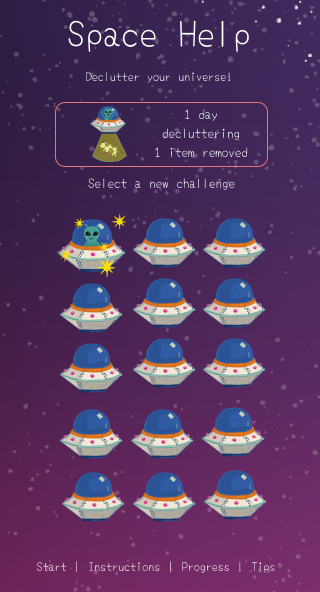 Space Help
Declutter your universe!
1 day
decluttering
1 item removed
Select a new challenge
Start | Instructions | Progress | Tips